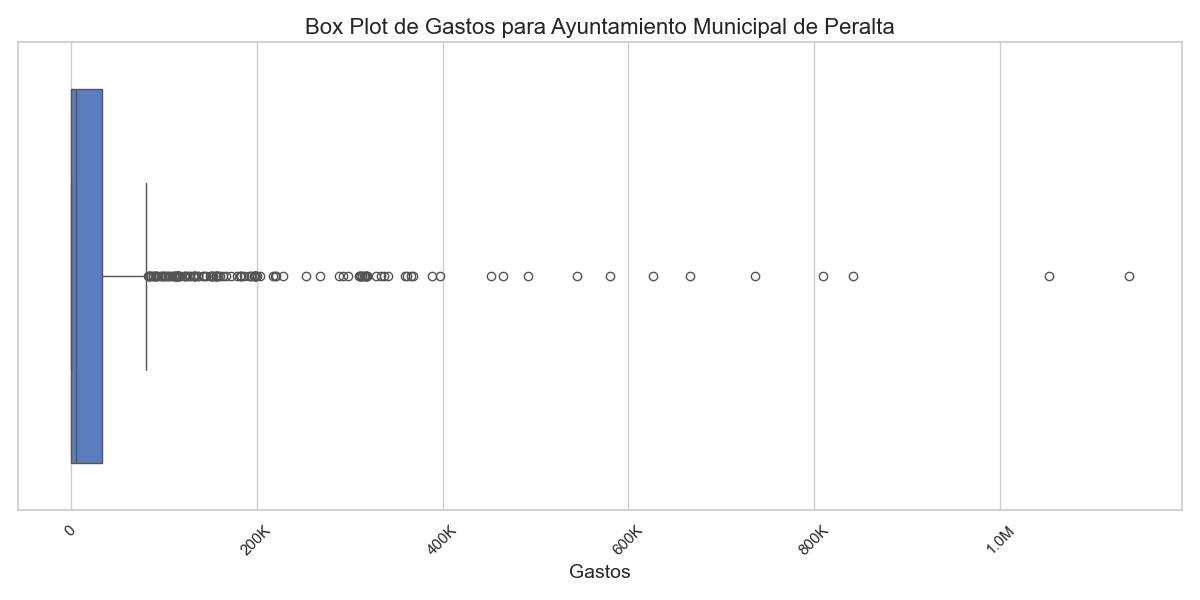 Box Plot de Gastos para Ayuntamiento Municipal de Peralta
0
200K
400K
600K
800K
1.0M
Gastos